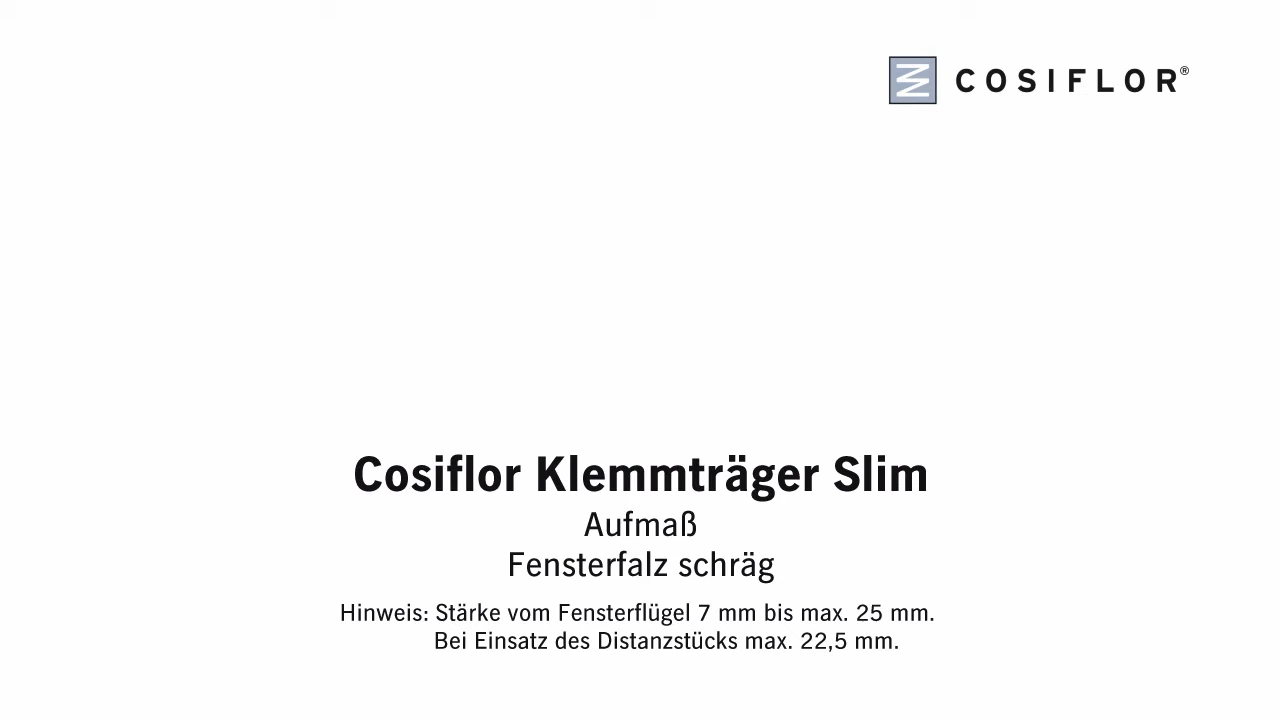 COSIFLOR®
Cosiflor Klemmträger Slim
Aufmaß
Fensterfalz schräg
Hinweis: Stärke vom Fensterflügel 7 mm bis max. 25 mm.
Bei Einsatz des Distanzstücks max. 22,5 mm.